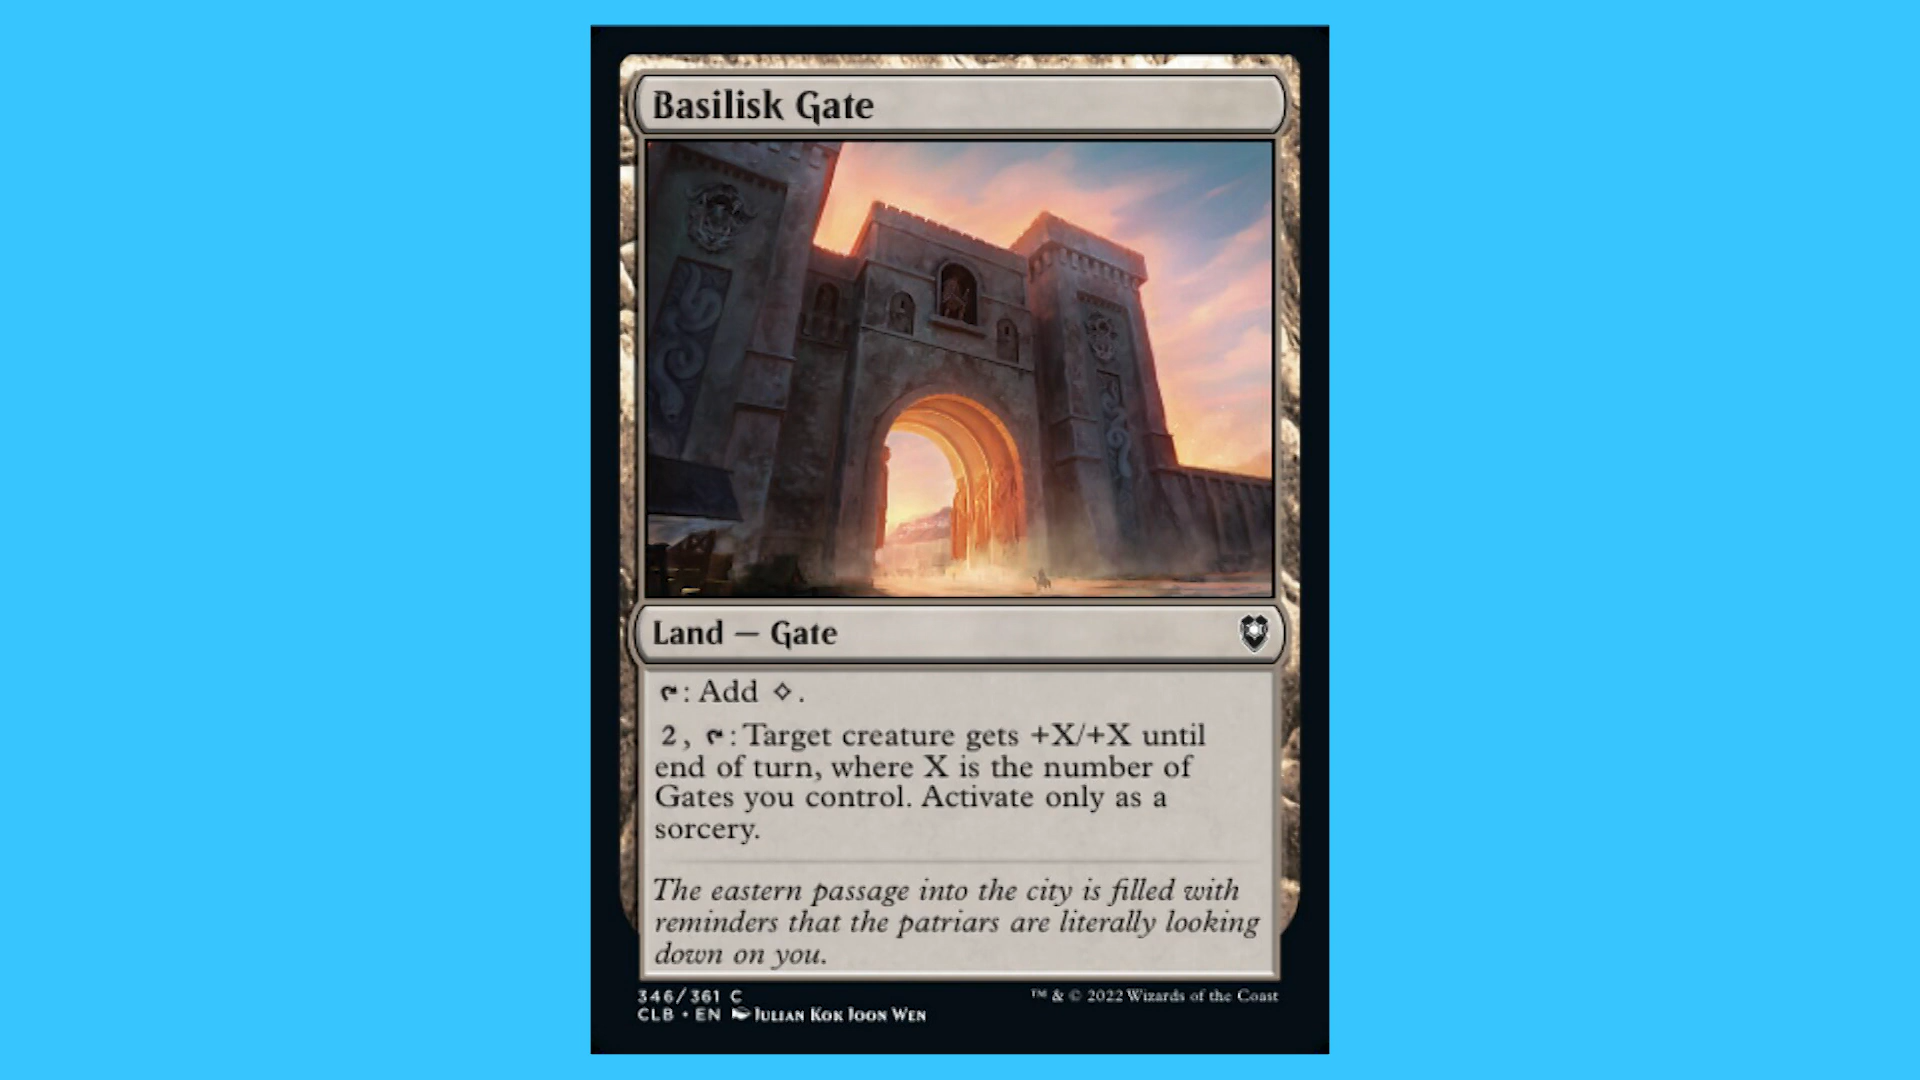 Basilisk Gate
Land — Gate
: Add .
2, : Target creature gets +X/+X until
end of turn, where X is the number of
Gates you control. Activate only as a
sorcery.
The eastern passage into the city is filled with
reminders that the patriars are literally looking
down on you.
346/361 C
™ & © 2022 Wizards of the Coast
CLB • EN Julian Kok Joon Wen